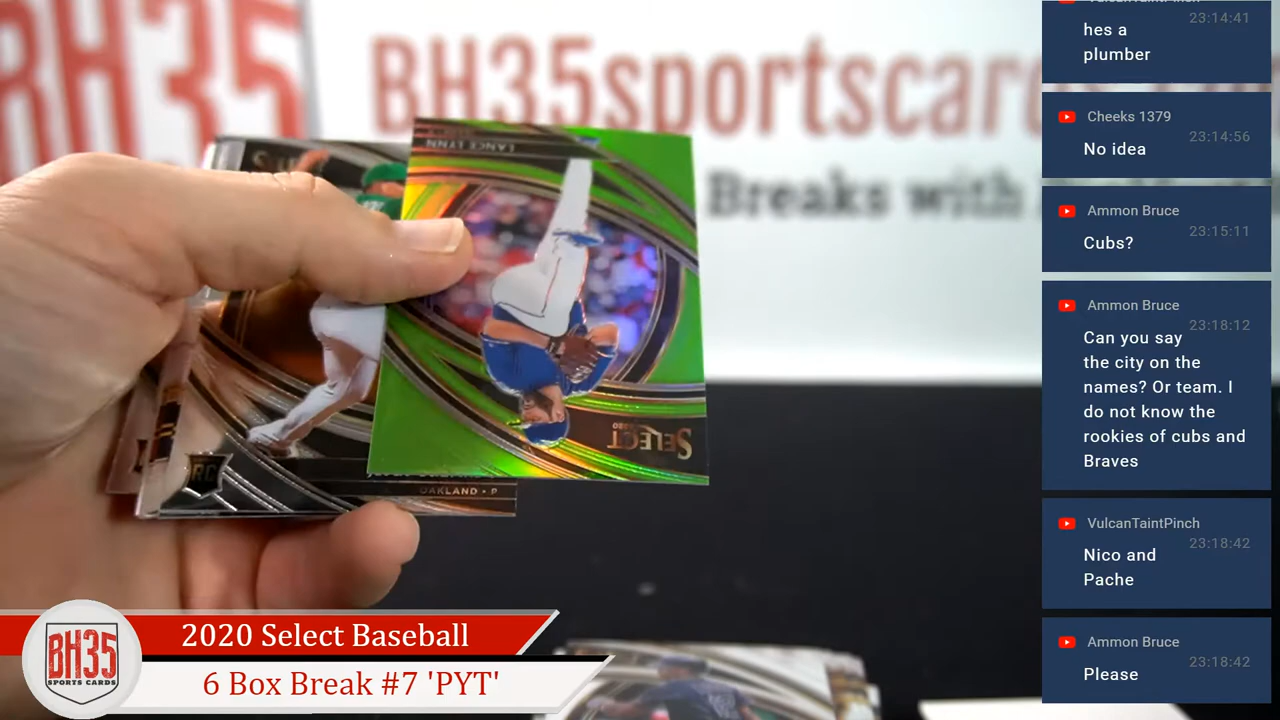 BH35
BH35sportscards
Breaks with
LANCE LYNN
SELECT
RC
OAKLAND • P
2020 Select Baseball
6 Box Break #7 'PYT'
BH35
SPORTS CARDS
23:14:41
hes a
plumber
Cheeks 1379
23:14:56
No idea
Ammon Bruce
23:15:11
Cubs?
Ammon Bruce
23:18:12
Can you say
the city on the
names? Or team. I
do not know the
rookies of cubs and
Braves
VulcanTaintPinch
23:18:42
Nico and
Pache
Ammon Bruce
23:18:42
Please